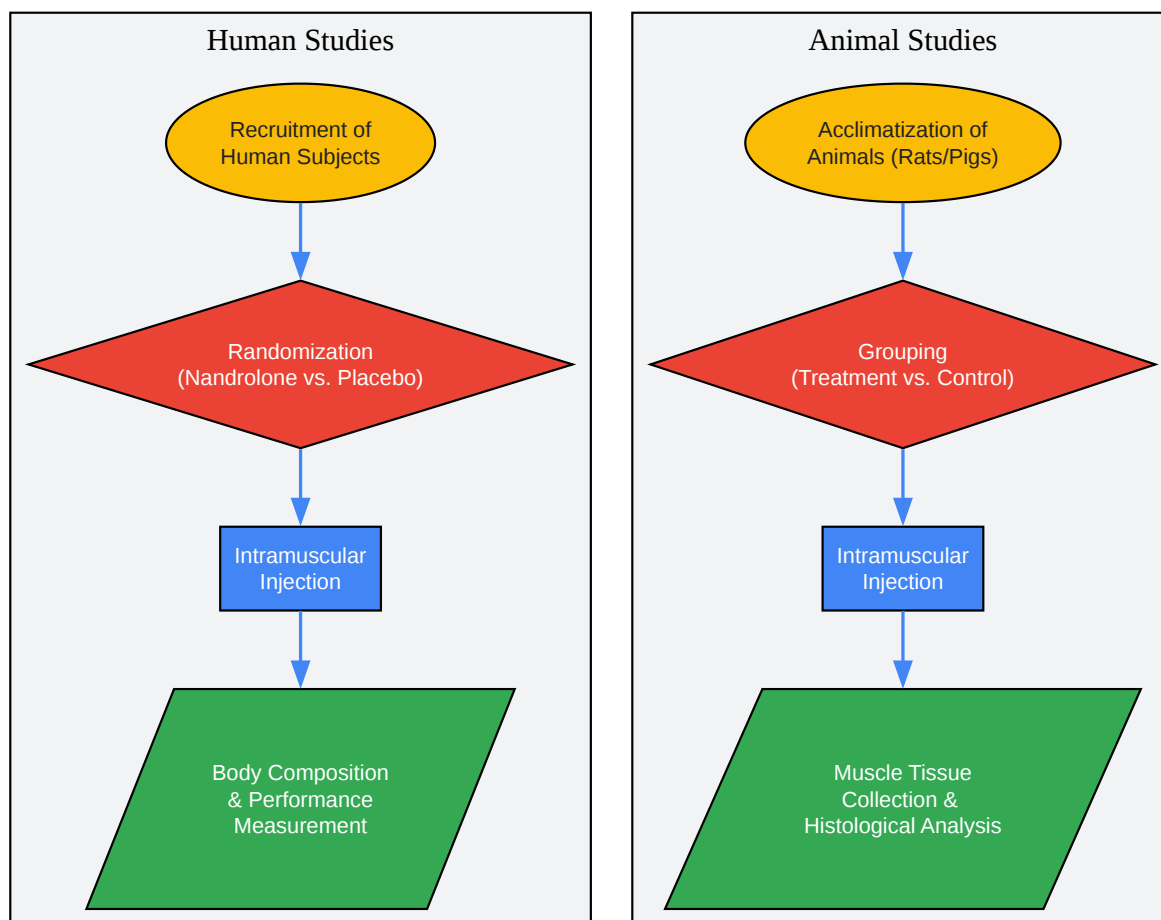 Human Studies
Recruitment of
Human Subjects
Randomization
(Nandrolone vs. Placebo)
Intramuscular
Injection
Body Composition
& Performance
Measurement
Animal Studies
Acclimatization of
Animals (Rats/Pigs)
Grouping
(Treatment vs. Control)
Intramuscular
Injection
Muscle Tissue
Collection &
Histological Analysis